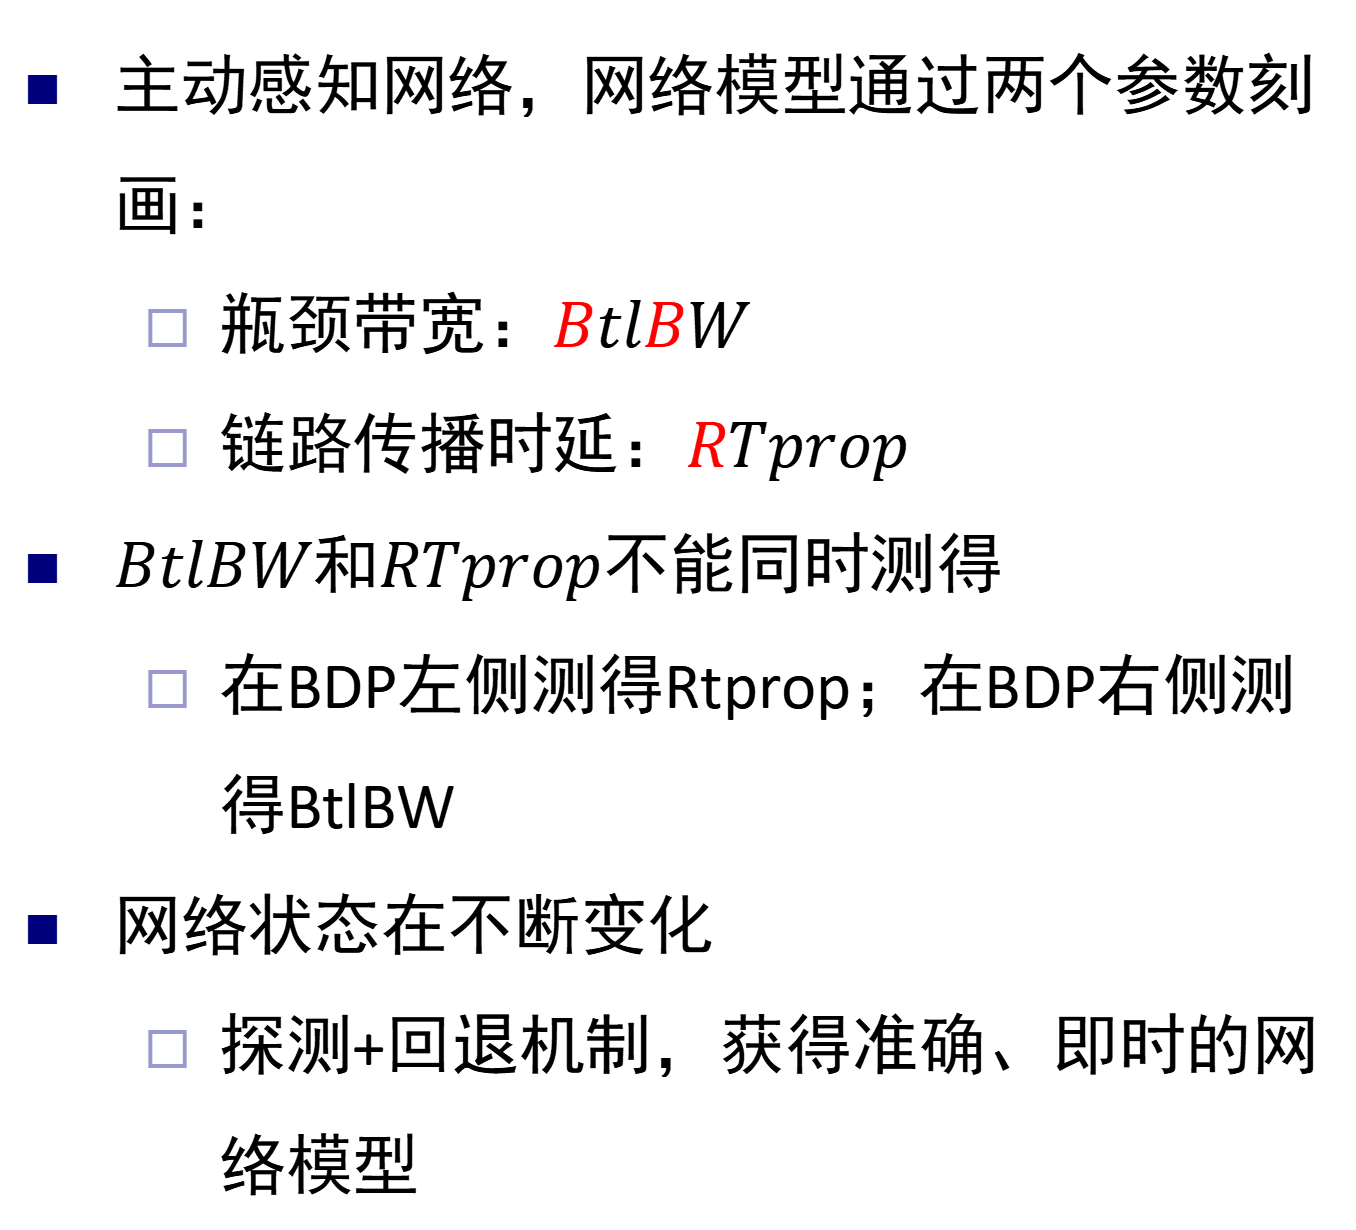 主动感知网络，网络模型通过两个参数刻
画：
瓶颈带宽：BtlBW
链路传播时延：RTprop
BtlBW和RTprop不能同时测得
在BDP左侧测得Rtprop；在BDP右侧测
得BtlBW
网络状态在不断变化
探测+回退机制，获得准确、即时的网
络模型